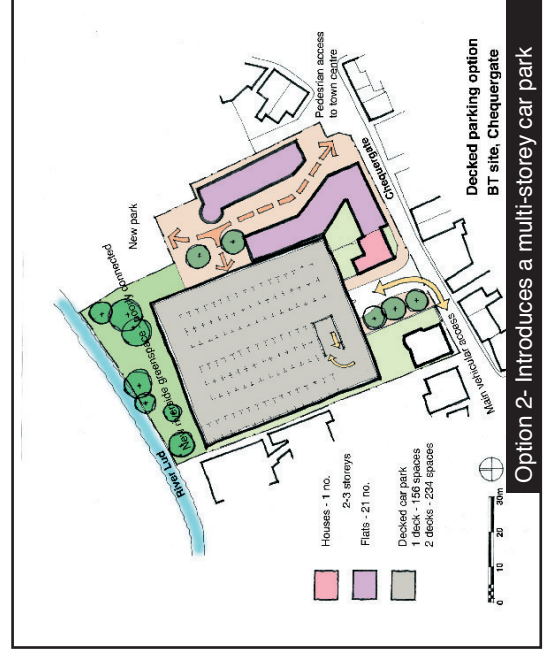 River Lud
New riverside greenspace poorly connected
New park
Pedestrian access
to town centre
Chequergate
Main vehicular access
Houses - 1 no.
2-3 storeys
Flats - 21 no.
Decked car park
1 deck - 156 spaces
2 decks - 234 spaces
0 10 20 30m
Decked parking option
BT site, Chequergate
Option 2- Introduces a multi-storey car park